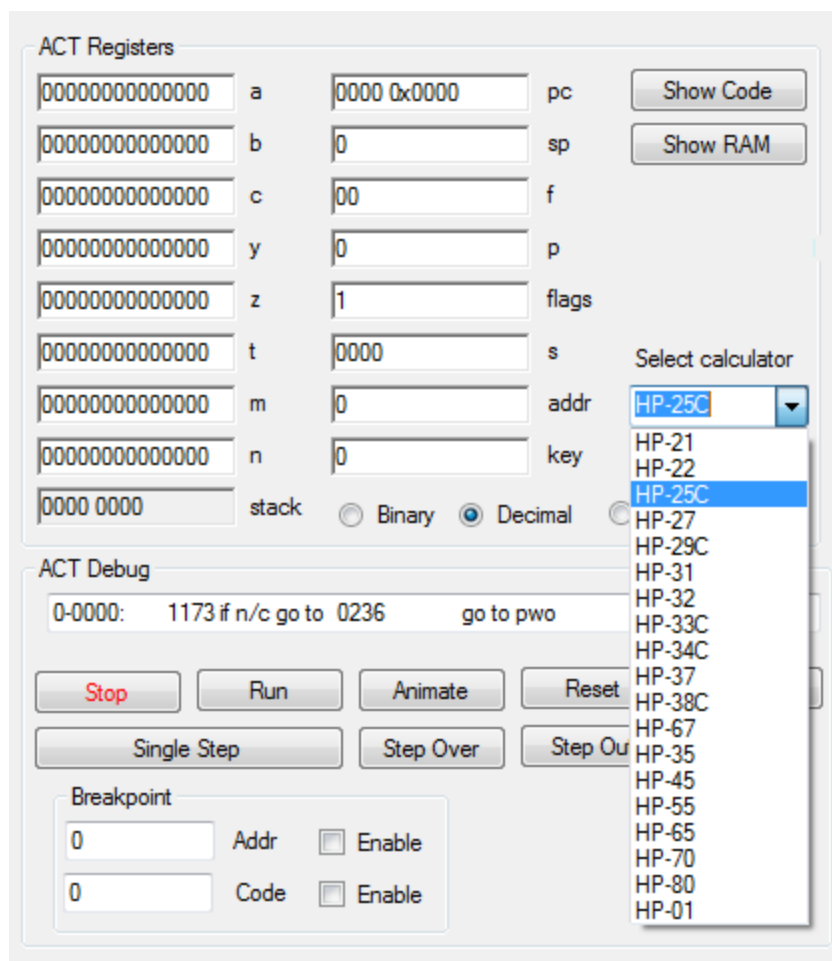 ACT Registers
00000000000000 a 0000 0x0000 pc Show Code
00000000000000 b 0 sp Show RAM
00000000000000 c 00 f
00000000000000 y 0 p
00000000000000 z 1 flags
00000000000000 t 0000 s Select calculator
00000000000000 m 0 addr HP-25C
00000000000000 n 0 key
0000 0000 stack Binary Decimal
HP-21
HP-22
HP-25C
HP-27
HP-29C
HP-31
HP-32
HP-33C
HP-34C
HP-37
HP-38C
HP-67
HP-35
HP-45
HP-55
HP-65
HP-70
HP-80
HP-01
ACT Debug
0-0000: 1173 if n/c go to 0236 go to pwo
Stop Run Animate Reset
Single Step Step Over Step Ou
Breakpoint
0 Addr Enable
0 Code Enable